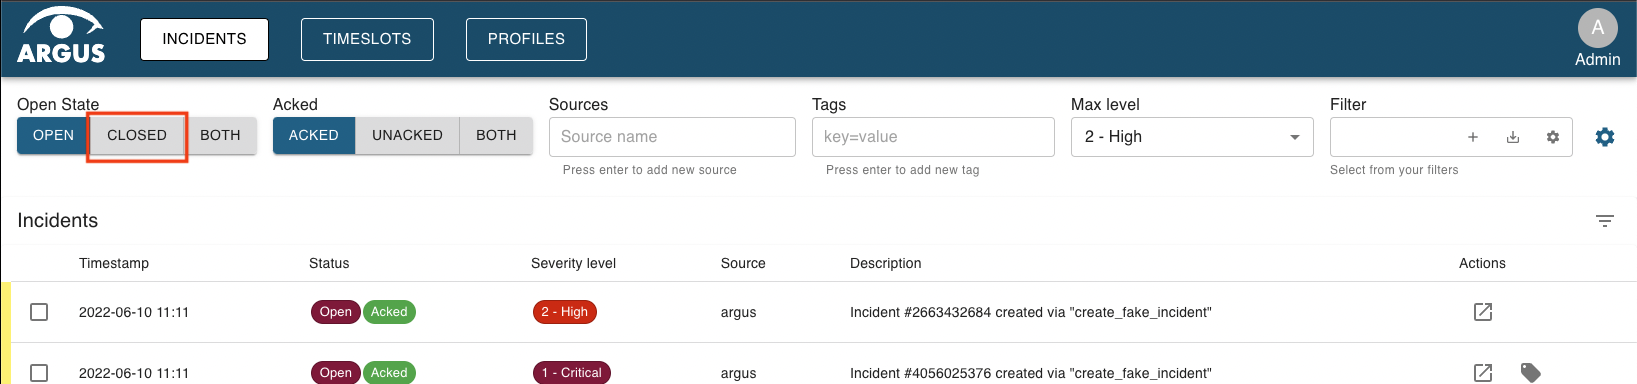 ARGUS INCIDENTS TIMESLOTS PROFILES A
Admin
Open State Acked Sources Tags Max level Filter
OPEN CLOSED BOTH ACKED UNACKED BOTH Source name key=value 2 - High
Press enter to add new source Press enter to add new tag Select from your filters
Incidents
Timestamp Status Severity level Source Description Actions
2022-06-10 11:11 Open Acked 2 - High argus Incident #2663432684 created via "create_fake_incident"
2022-06-10 11:11 Open Acked 1 - Critical argus Incident #4056025376 created via "create_fake_incident"